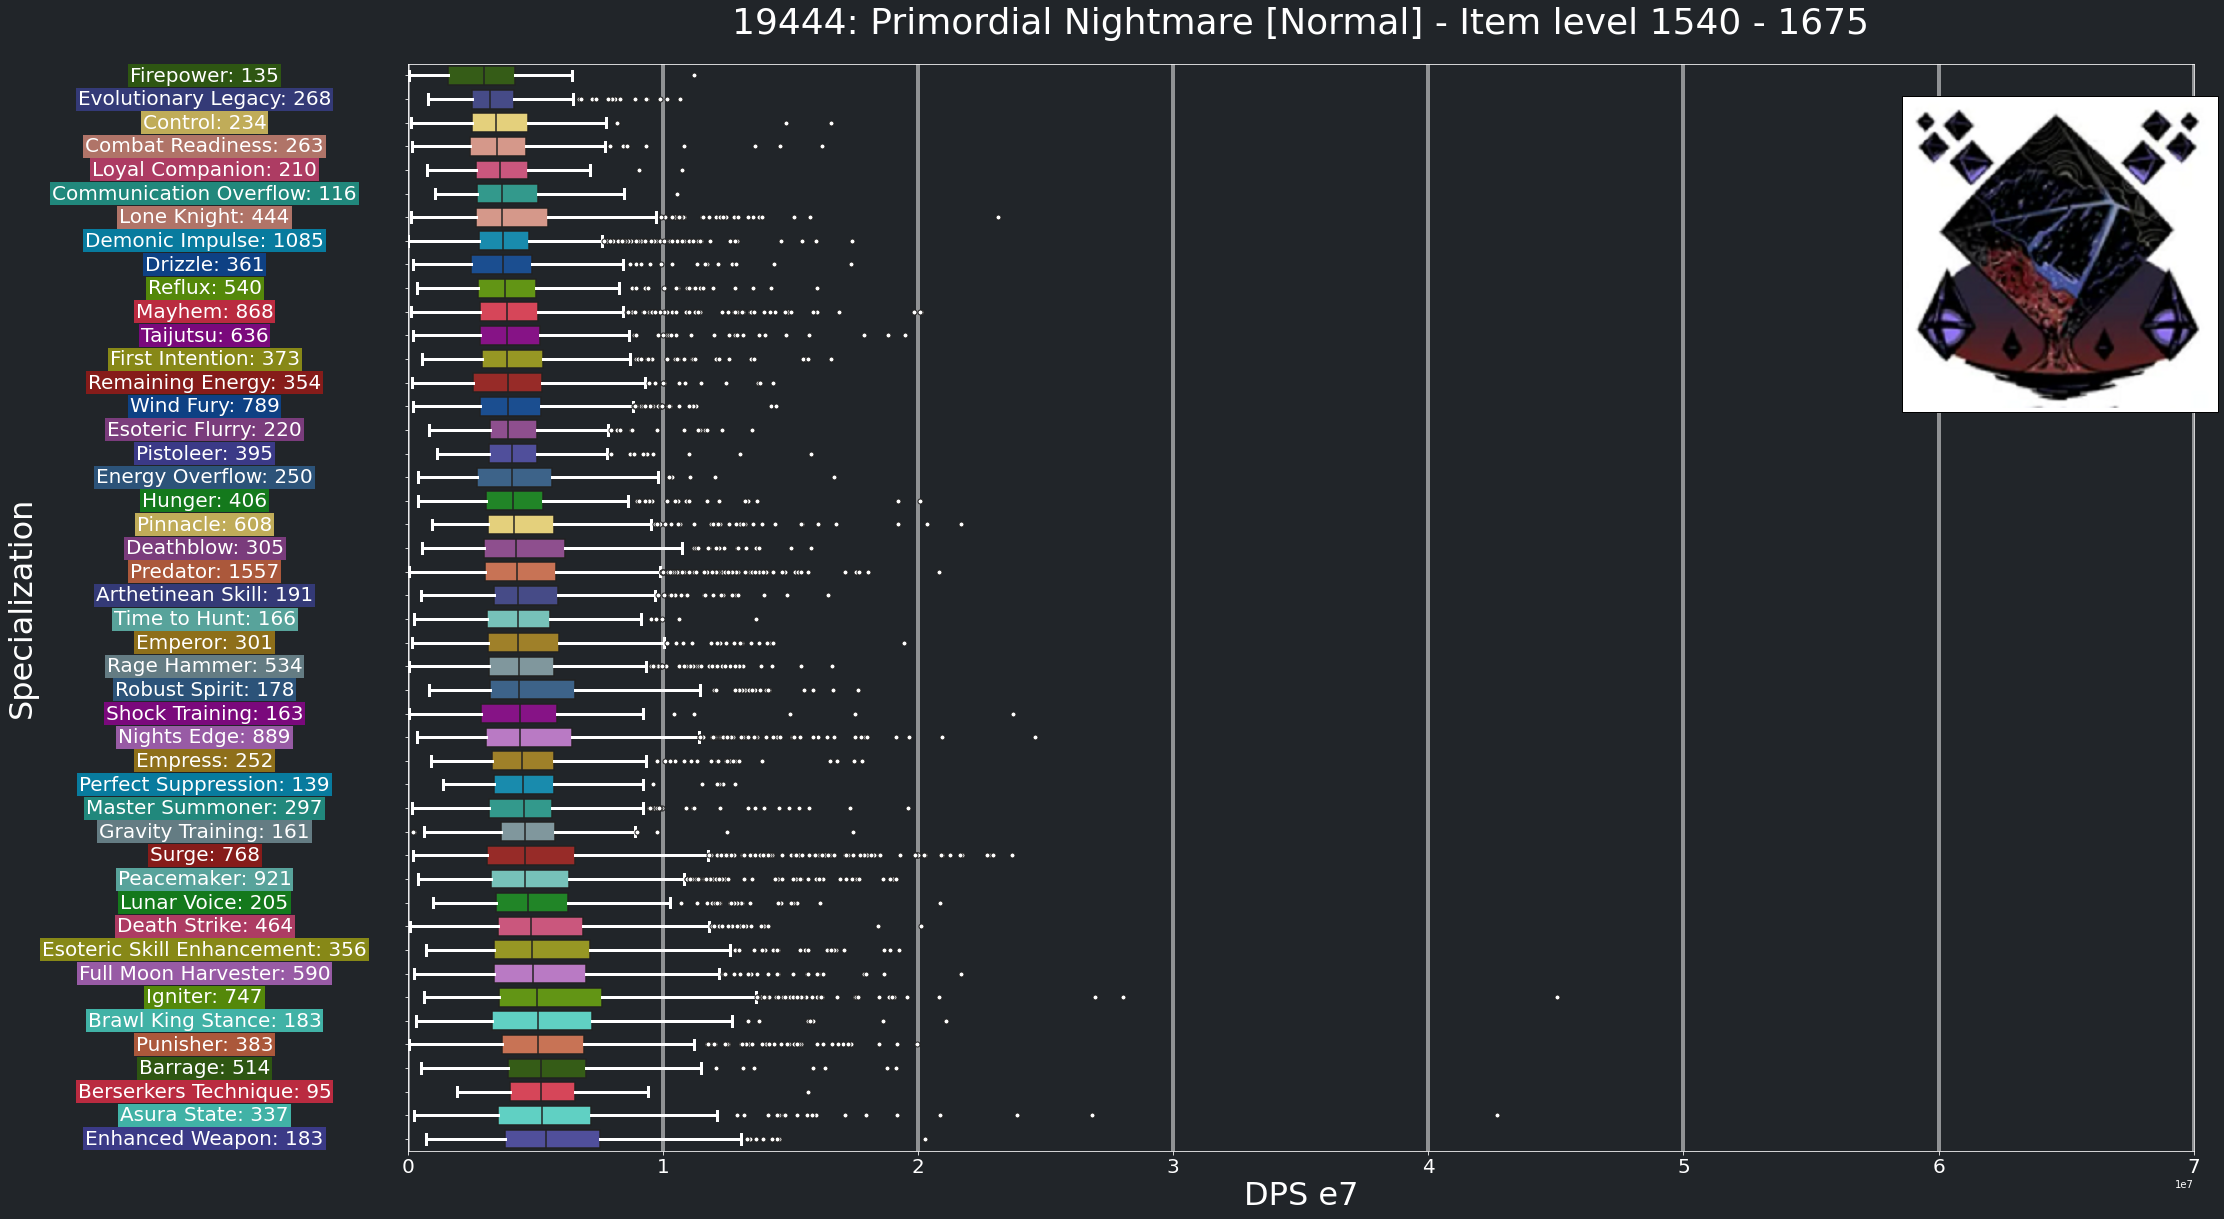 19444: Primordial Nightmare [Normal] - Item level 1540 - 1675
Specialization
Firepower: 135
Evolutionary Legacy: 268
Control: 234
Combat Readiness: 263
Loyal Companion: 210
Communication Overflow: 116
Lone Knight: 444
Demonic Impulse: 1085
Drizzle: 361
Reflux: 540
Mayhem: 868
Taijutsu: 636
First Intention: 373
Remaining Energy: 354
Wind Fury: 789
Esoteric Flurry: 220
Pistoleer: 395
Energy Overflow: 250
Hunger: 406
Pinnacle: 608
Deathblow: 305
Predator: 1557
Arthetinean Skill: 191
Time to Hunt: 166
Emperor: 301
Rage Hammer: 534
Robust Spirit: 178
Shock Training: 163
Nights Edge: 889
Empress: 252
Perfect Suppression: 139
Master Summoner: 297
Gravity Training: 161
Surge: 768
Peacemaker: 921
Lunar Voice: 205
Death Strike: 464
Esoteric Skill Enhancement: 356
Full Moon Harvester: 590
Igniter: 747
Brawl King Stance: 183
Punisher: 383
Barrage: 514
Berserkers Technique: 95
Asura State: 337
Enhanced Weapon: 183
0 1 2 3 4 5 6 7
1e7
DPS e7